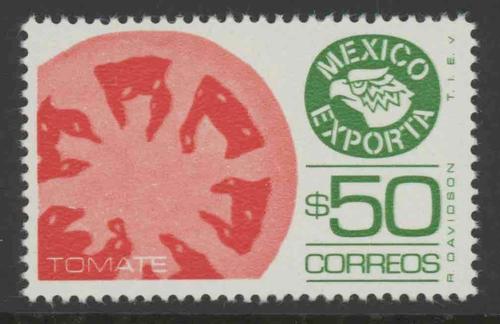 MEXICO
EXPORTA
$50
CORREOS
TOMATE
R. DAVIDSON T. I. E. V.